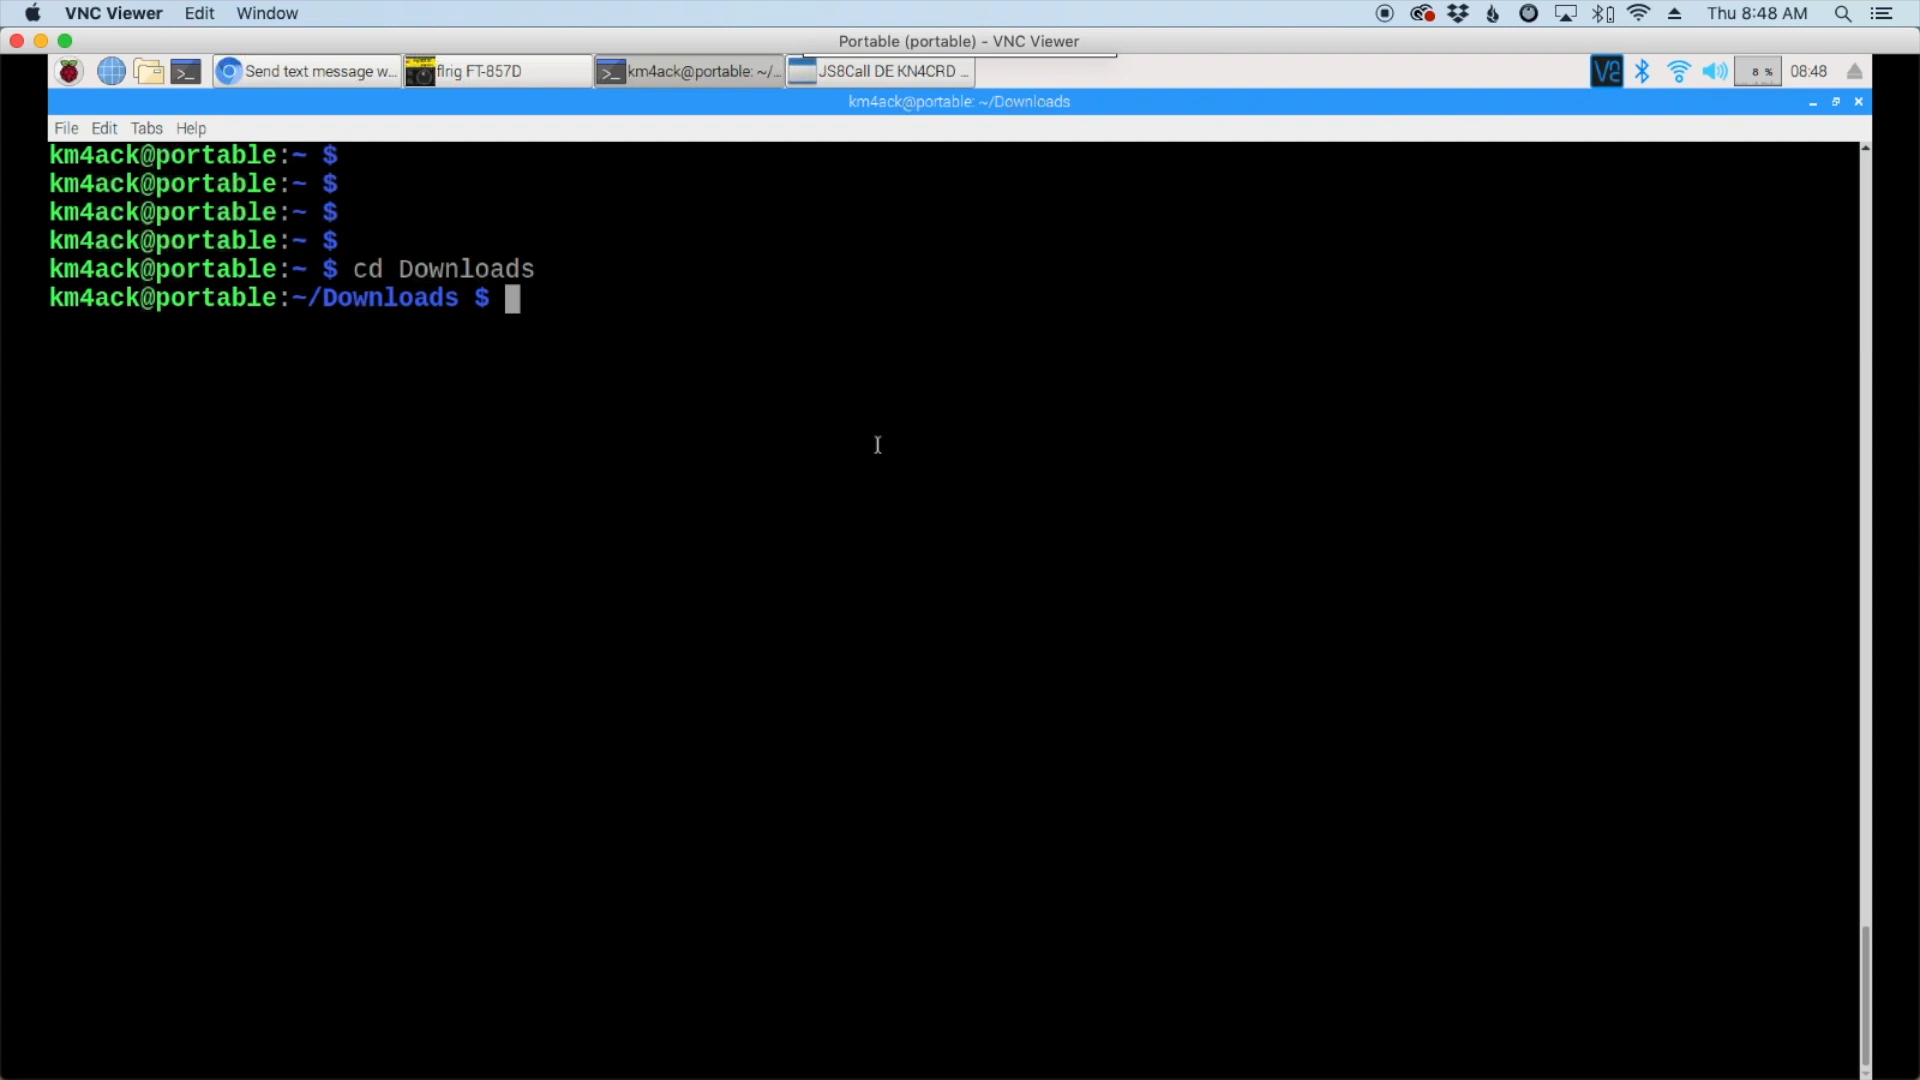 VNC Viewer Edit Window Thu 8:48 AM
Portable (portable) - VNC Viewer
Send text message w... flrig FT-857D km4ack@portable: ~/... JS8Call DE KN4CRD ... 8 % 08:48
km4ack@portable: ~/Downloads
File Edit Tabs Help
km4ack@portable:~ $
km4ack@portable:~ $
km4ack@portable:~ $
km4ack@portable:~ $
km4ack@portable:~ $ cd Downloads
km4ack@portable:~/Downloads $